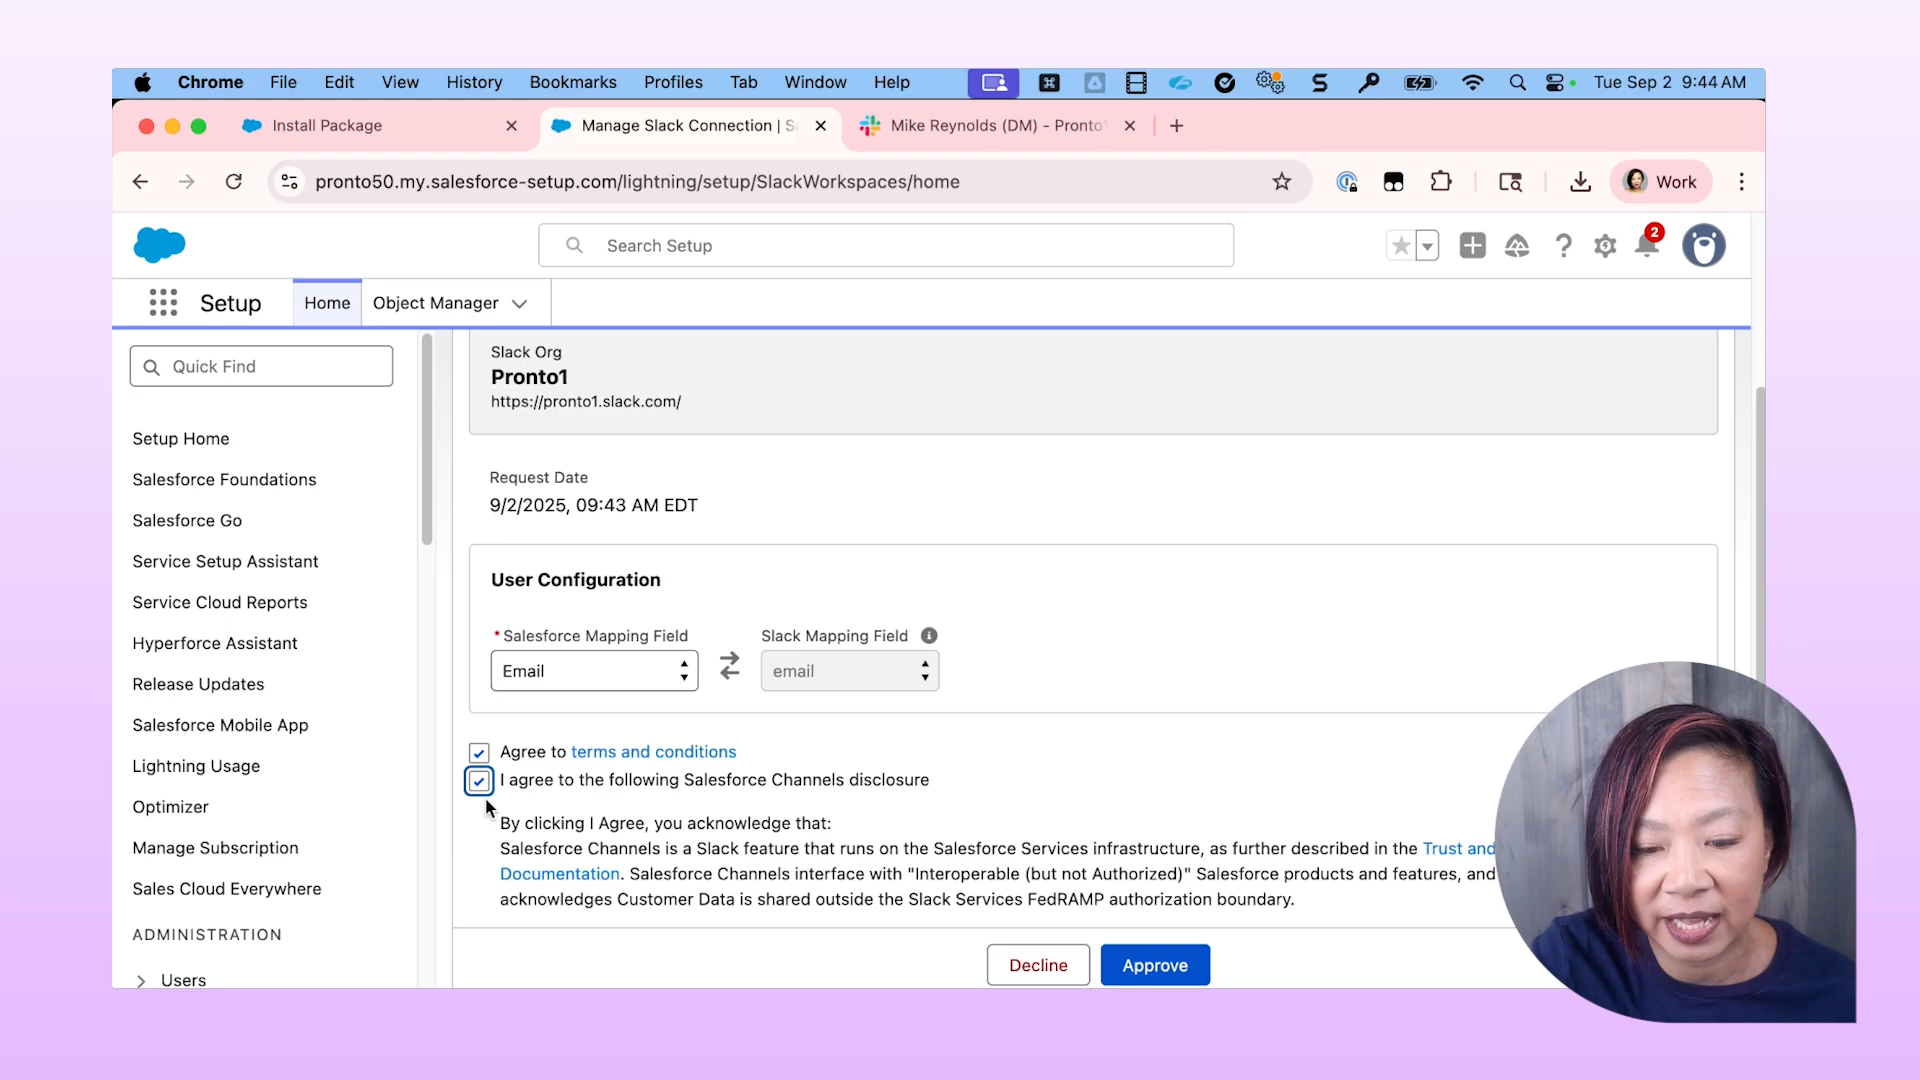 Chrome File Edit View History Bookmarks Profiles Tab Window Help Tue Sep 2 9:44 AM
Install Package Manage Slack Connection | Mike Reynolds (DM) - Pronto
pronto50.my.salesforce-setup.com/lightning/setup/SlackWorkspaces/home Work
Search Setup 2
Setup Home Object Manager
Quick Find
Setup Home
Salesforce Foundations
Salesforce Go
Service Setup Assistant
Service Cloud Reports
Hyperforce Assistant
Release Updates
Salesforce Mobile App
Lightning Usage
Optimizer
Manage Subscription
Sales Cloud Everywhere
ADMINISTRATION
Users
Slack Org
Pronto1
https://pronto1.slack.com/
Request Date
9/2/2025, 09:43 AM EDT
User Configuration
*Salesforce Mapping Field Slack Mapping Field
Email email
Agree to terms and conditions
I agree to the following Salesforce Channels disclosure
By clicking I Agree, you acknowledge that:
Salesforce Channels is a Slack feature that runs on the Salesforce Services infrastructure, as further described in the Trust and
Documentation. Salesforce Channels interface with "Interoperable (but not Authorized)" Salesforce products and features, and
acknowledges Customer Data is shared outside the Slack Services FedRAMP authorization boundary.
Decline Approve